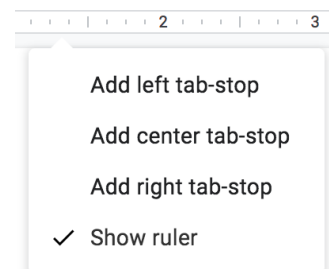 2 3
Add left tab-stop
Add center tab-stop
Add right tab-stop
Show ruler